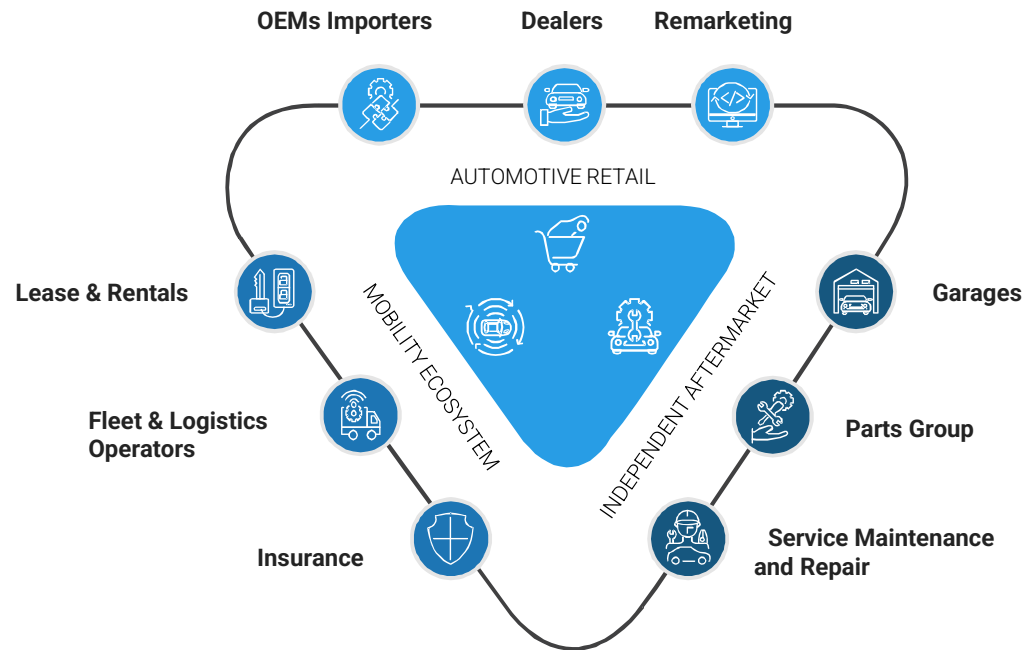 OEMs Importers
Dealers
Remarketing
AUTOMOTIVE RETAIL
Lease & Rentals
MOBILITY ECOSYSTEM
INDEPENDENT AFTERMARKET
Garages
Fleet & Logistics
Operators
Parts Group
Insurance
Service Maintenance
and Repair